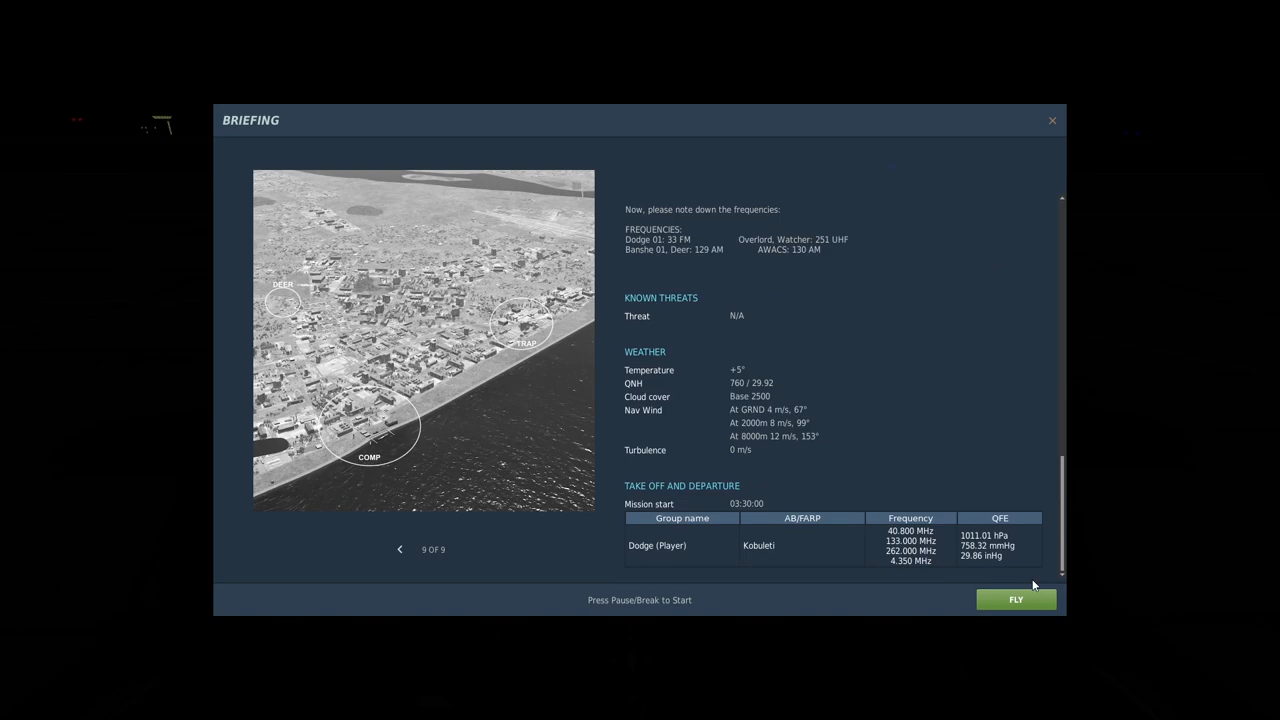 BRIEFING
Now, please note down the frequencies:
FREQUENCIES:
Dodge 01: 33 FM Overlord, Watcher: 251 UHF
Banshe 01, Deer: 129 AM AWACS: 130 AM
KNOWN THREATS
Threat N/A
WEATHER
Temperature +5°
QNH 760 / 29.92
Cloud cover Base 2500
Nav Wind At GRND 4 m/s, 67°
At 2000m 8 m/s, 99°
At 8000m 12 m/s, 153°
Turbulence 0 m/s
TAKE OFF AND DEPARTURE
Mission start 03:30:00
Group name AB/FARP Frequency QFE
Dodge (Player) Kobuleti
40.800 MHz
133.000 MHz
262.000 MHz
4.350 MHz
1011.01 hPa
758.32 mmHg
29.86 inHg
DEER
TRAP
COMP
9 OF 9
Press Pause/Break to Start
FLY